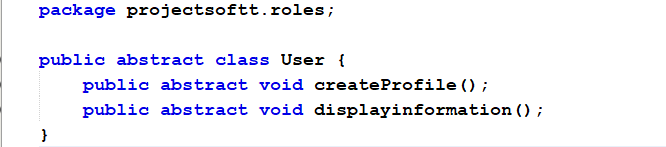 package projectsoftt.roles;
public abstract class User {
public abstract void createProfile();
public abstract void displayinformation();
}